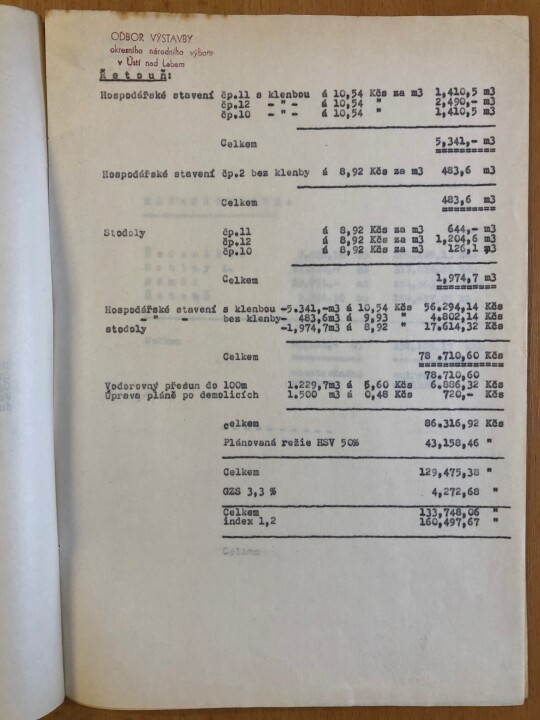 ODBOR VÝSTAVBY
okresního národního výboru
v Ústí nad Labem
Ř e t o u ň :
Hospodářské stavení čp.11 s klenbou á 10,54 Kčs za m3 1,410,5 m3
čp.12 - " - á 10,54 " 2,490,- m3
čp.10 - " - á 10,54 " 1,410,5 m3
Celkem 5,341,- m3
==========
Hospodářské stavení čp.2 bez klenby á 8,92 Kčs za m3 483,6 m3
Celkem 483,6 m3
=========
Stodoly čp.11 á 8,92 Kčs za m3 644,- m3
čp.12 á 8,92 Kčs za m3 1,204,6 m3
čp.10 á 8,92 Kčs za m3 126,1 m3
Celkem 1,974,7 m3
=========
Hospodářské stavení s klenbou -5.341,-m3 á 10,54 Kčs 56.294,14 Kčs
- " - bez klenby- 483,6m3 á 9,93 " 4.802,14 Kčs
stodoly -1,974,7m3 á 8,92 " 17.614,32 Kčs
Celkem 78 .710,60 Kčs
==============
78.710,60
Vodorovný přesun do 100m 1.229,7m3 á 5,60 Kčs 6.886,32 Kčs
Úprava pláně po demolicích 1.500 m3 á 0,48 Kčs 720,- Kčs
celkem 86.316,92 Kčs
Plánovaná režie HSV 50% 43,158,46 "
Celkem 129,475,38 "
GZS 3,3 % 4,272,68 "
Celkem 133,748,06 "
index 1,2 160,497,67 "
Celkem